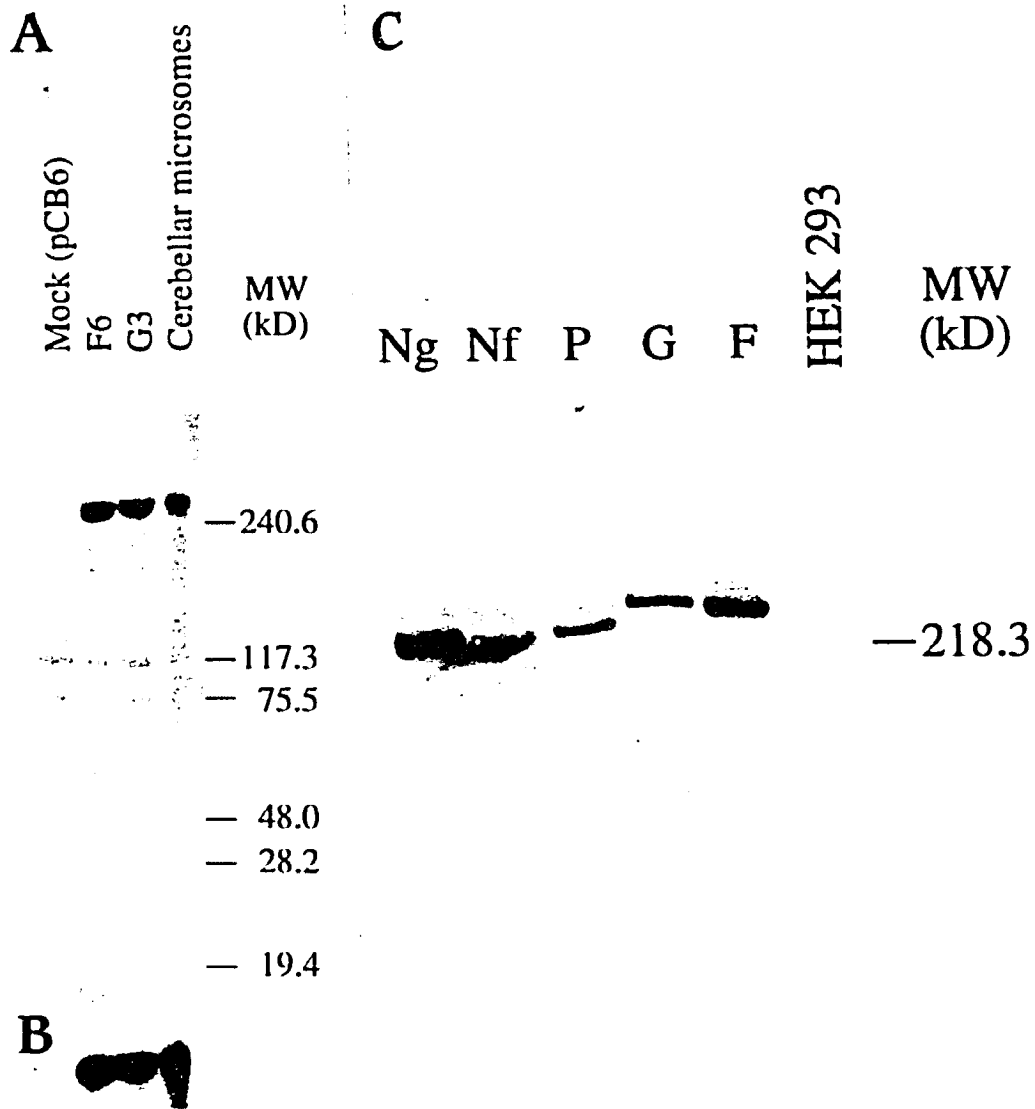 A
Mock (pCB6)
F6
G3
Cerebellar microsomes
MW
(kD)
—240.6
—117.3
— 75.5
— 48.0
— 28.2
— 19.4
B
C
Ng Nf P G F HEK 293
MW
(kD)
—218.3